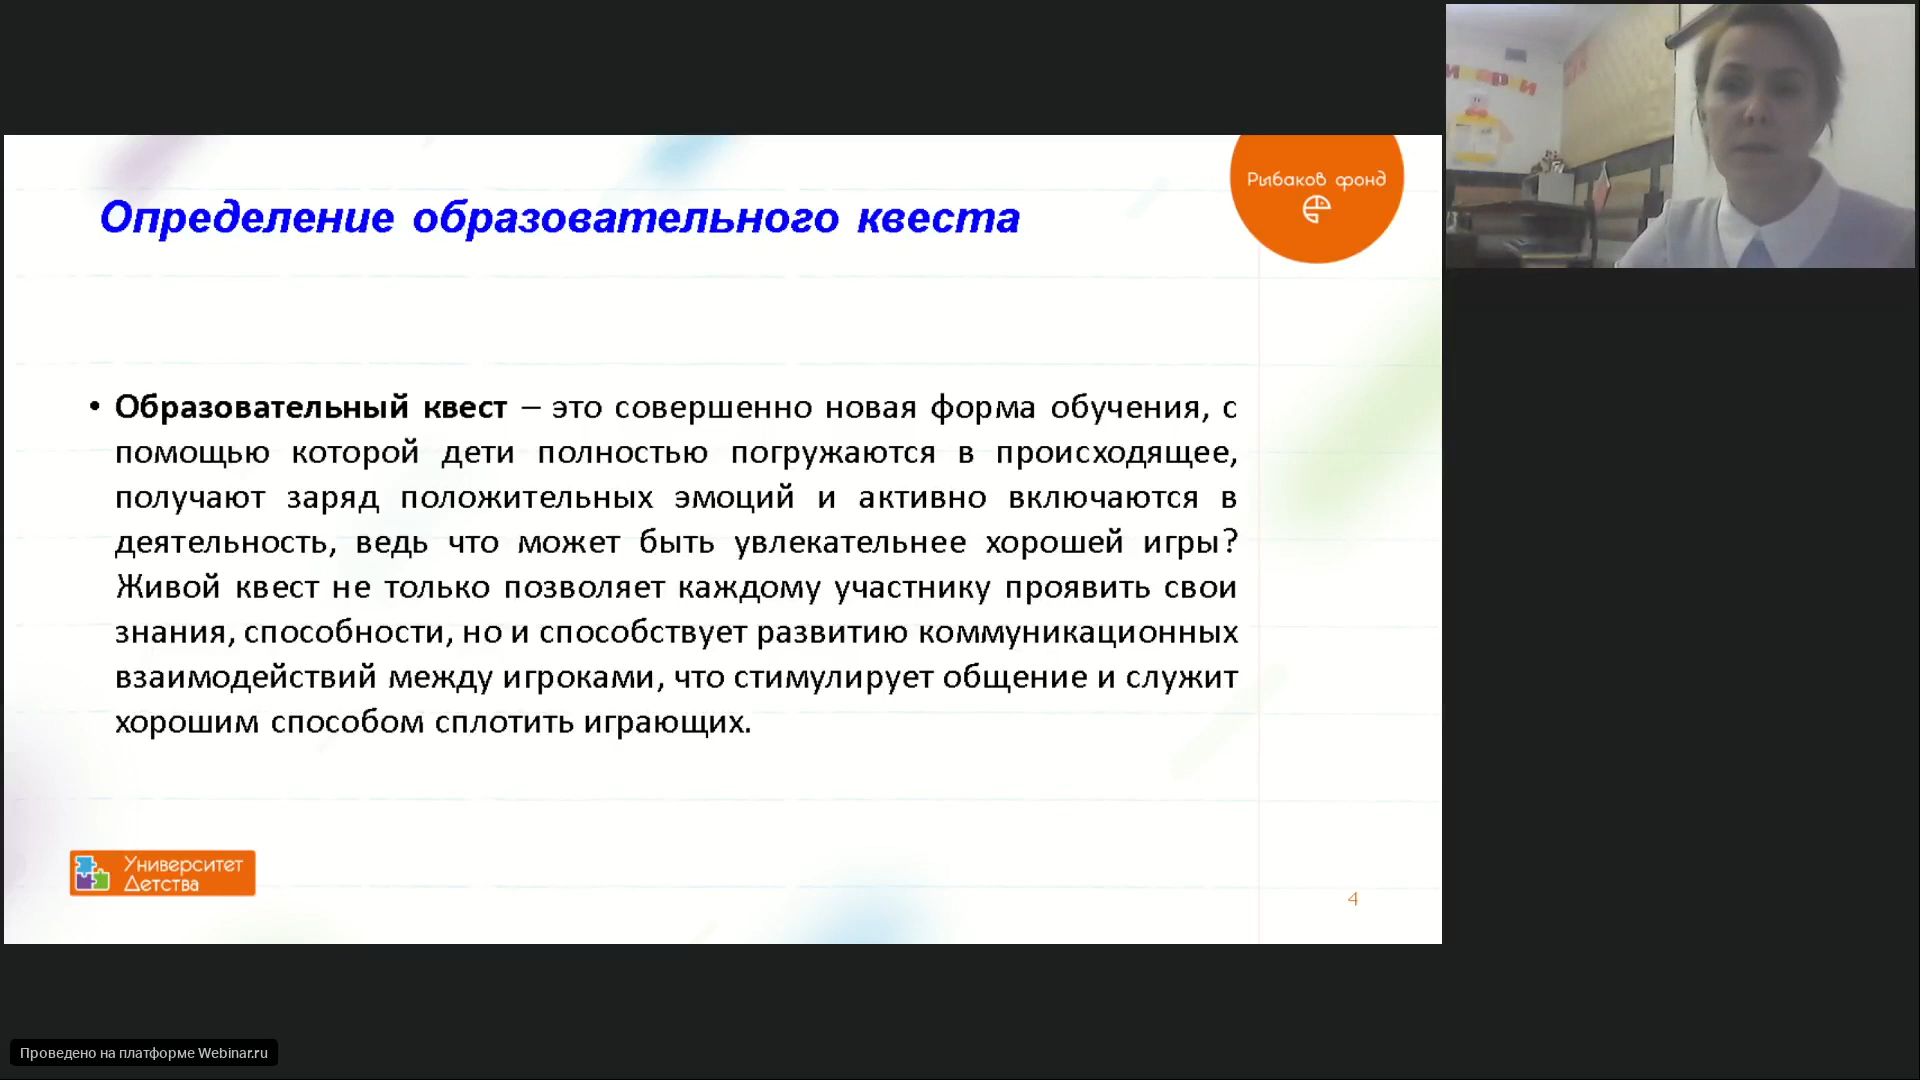 Определение образовательного квеста
Рыбаков фонд
• Образовательный квест – это совершенно новая форма обучения, с
помощью которой дети полностью погружаются в происходящее,
получают заряд положительных эмоций и активно включаются в
деятельность, ведь что может быть увлекательнее хорошей игры?
Живой квест не только позволяет каждому участнику проявить свои
знания, способности, но и способствует развитию коммуникационных
взаимодействий между игроками, что стимулирует общение и служит
хорошим способом сплотить играющих.
Университет
Детства
4
Проведено на платформе Webinar.ru